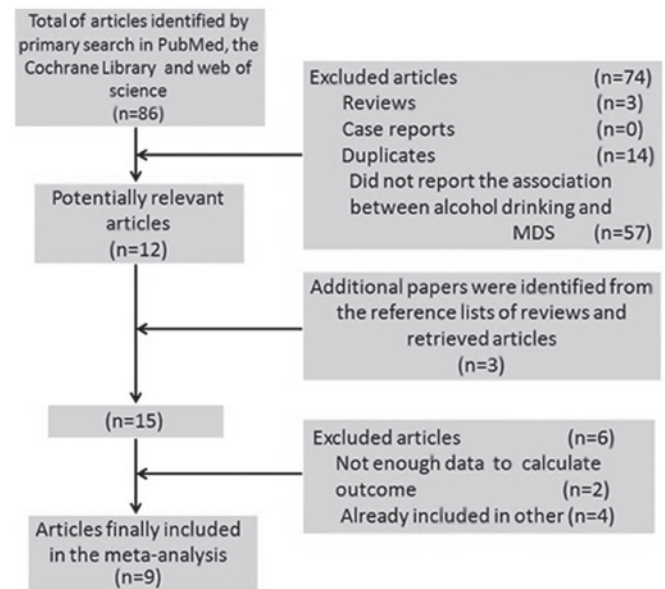 Total of articles identified by
primary search in PubMed, the
Cochrane Library and web of
science
(n=86)
Excluded articles (n=74)
Reviews (n=3)
Case reports (n=0)
Duplicates (n=14)
Did not report the association
between alcohol drinking and
MDS (n=57)
Potentially relevant
articles
(n=12)
Additional papers were identified from
the reference lists of reviews and
retrieved articles
(n=3)
(n=15)
Excluded articles (n=6)
Not enough data to calculate
outcome (n=2)
Already included in other (n=4)
Articles finally included
in the meta-analysis
(n=9)